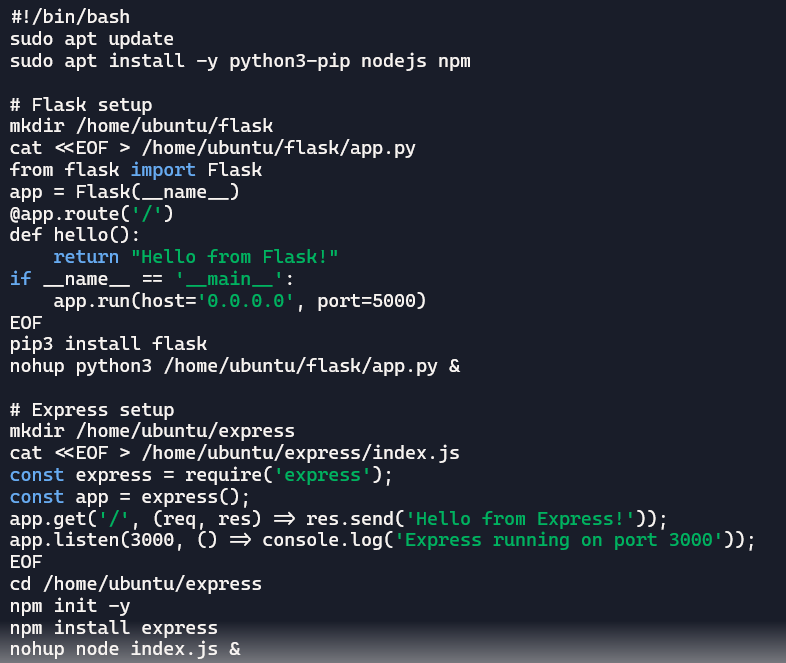 #!/bin/bash
sudo apt update
sudo apt install -y python3-pip nodejs npm

# Flask setup
mkdir /home/ubuntu/flask
cat <<EOF > /home/ubuntu/flask/app.py
from flask import Flask
app = Flask(__name__)
@app.route('/')
def hello():
    return "Hello from Flask!"
if __name__ == '__main__':
    app.run(host='0.0.0.0', port=5000)
EOF
pip3 install flask
nohup python3 /home/ubuntu/flask/app.py &

# Express setup
mkdir /home/ubuntu/express
cat <<EOF > /home/ubuntu/express/index.js
const express = require('express');
const app = express();
app.get('/', (req, res) => res.send('Hello from Express!'));
app.listen(3000, () => console.log('Express running on port 3000'));
EOF
cd /home/ubuntu/express
npm init -y
npm install express
nohup node index.js &